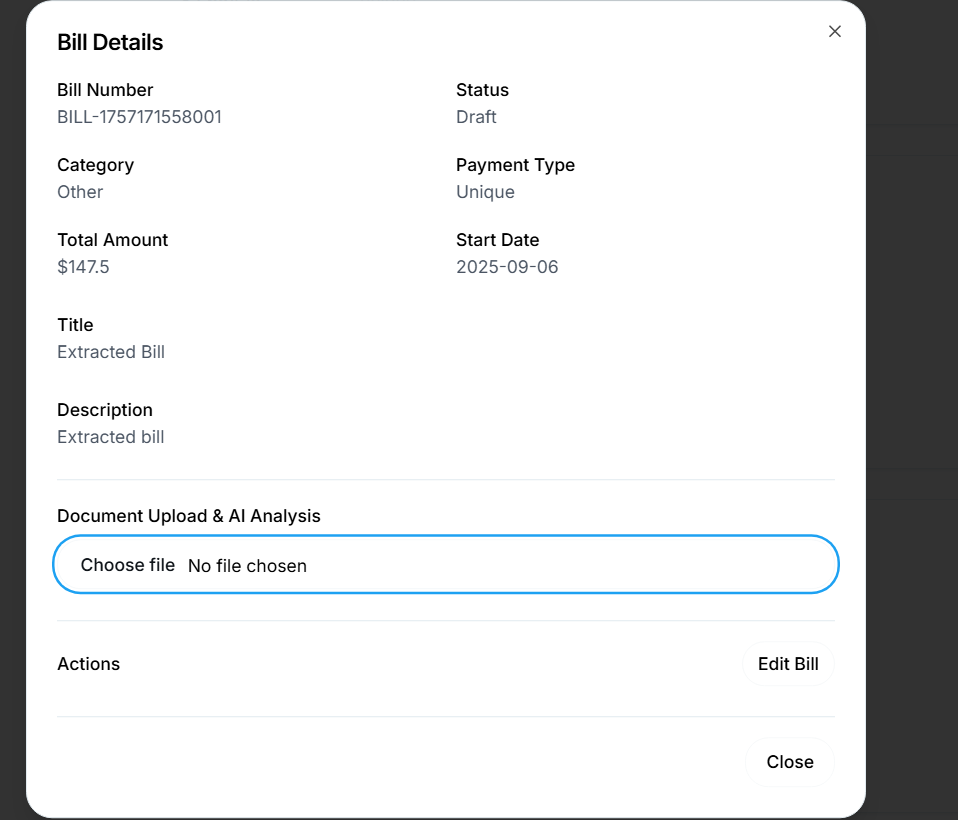 Bill Details
Bill Number
BILL-1757171558001
Status
Draft
Category
Other
Payment Type
Unique
Total Amount
$147.5
Start Date
2025-09-06
Title
Extracted Bill
Description
Extracted bill
Document Upload & AI Analysis
Choose file No file chosen
Actions
Edit Bill
Close